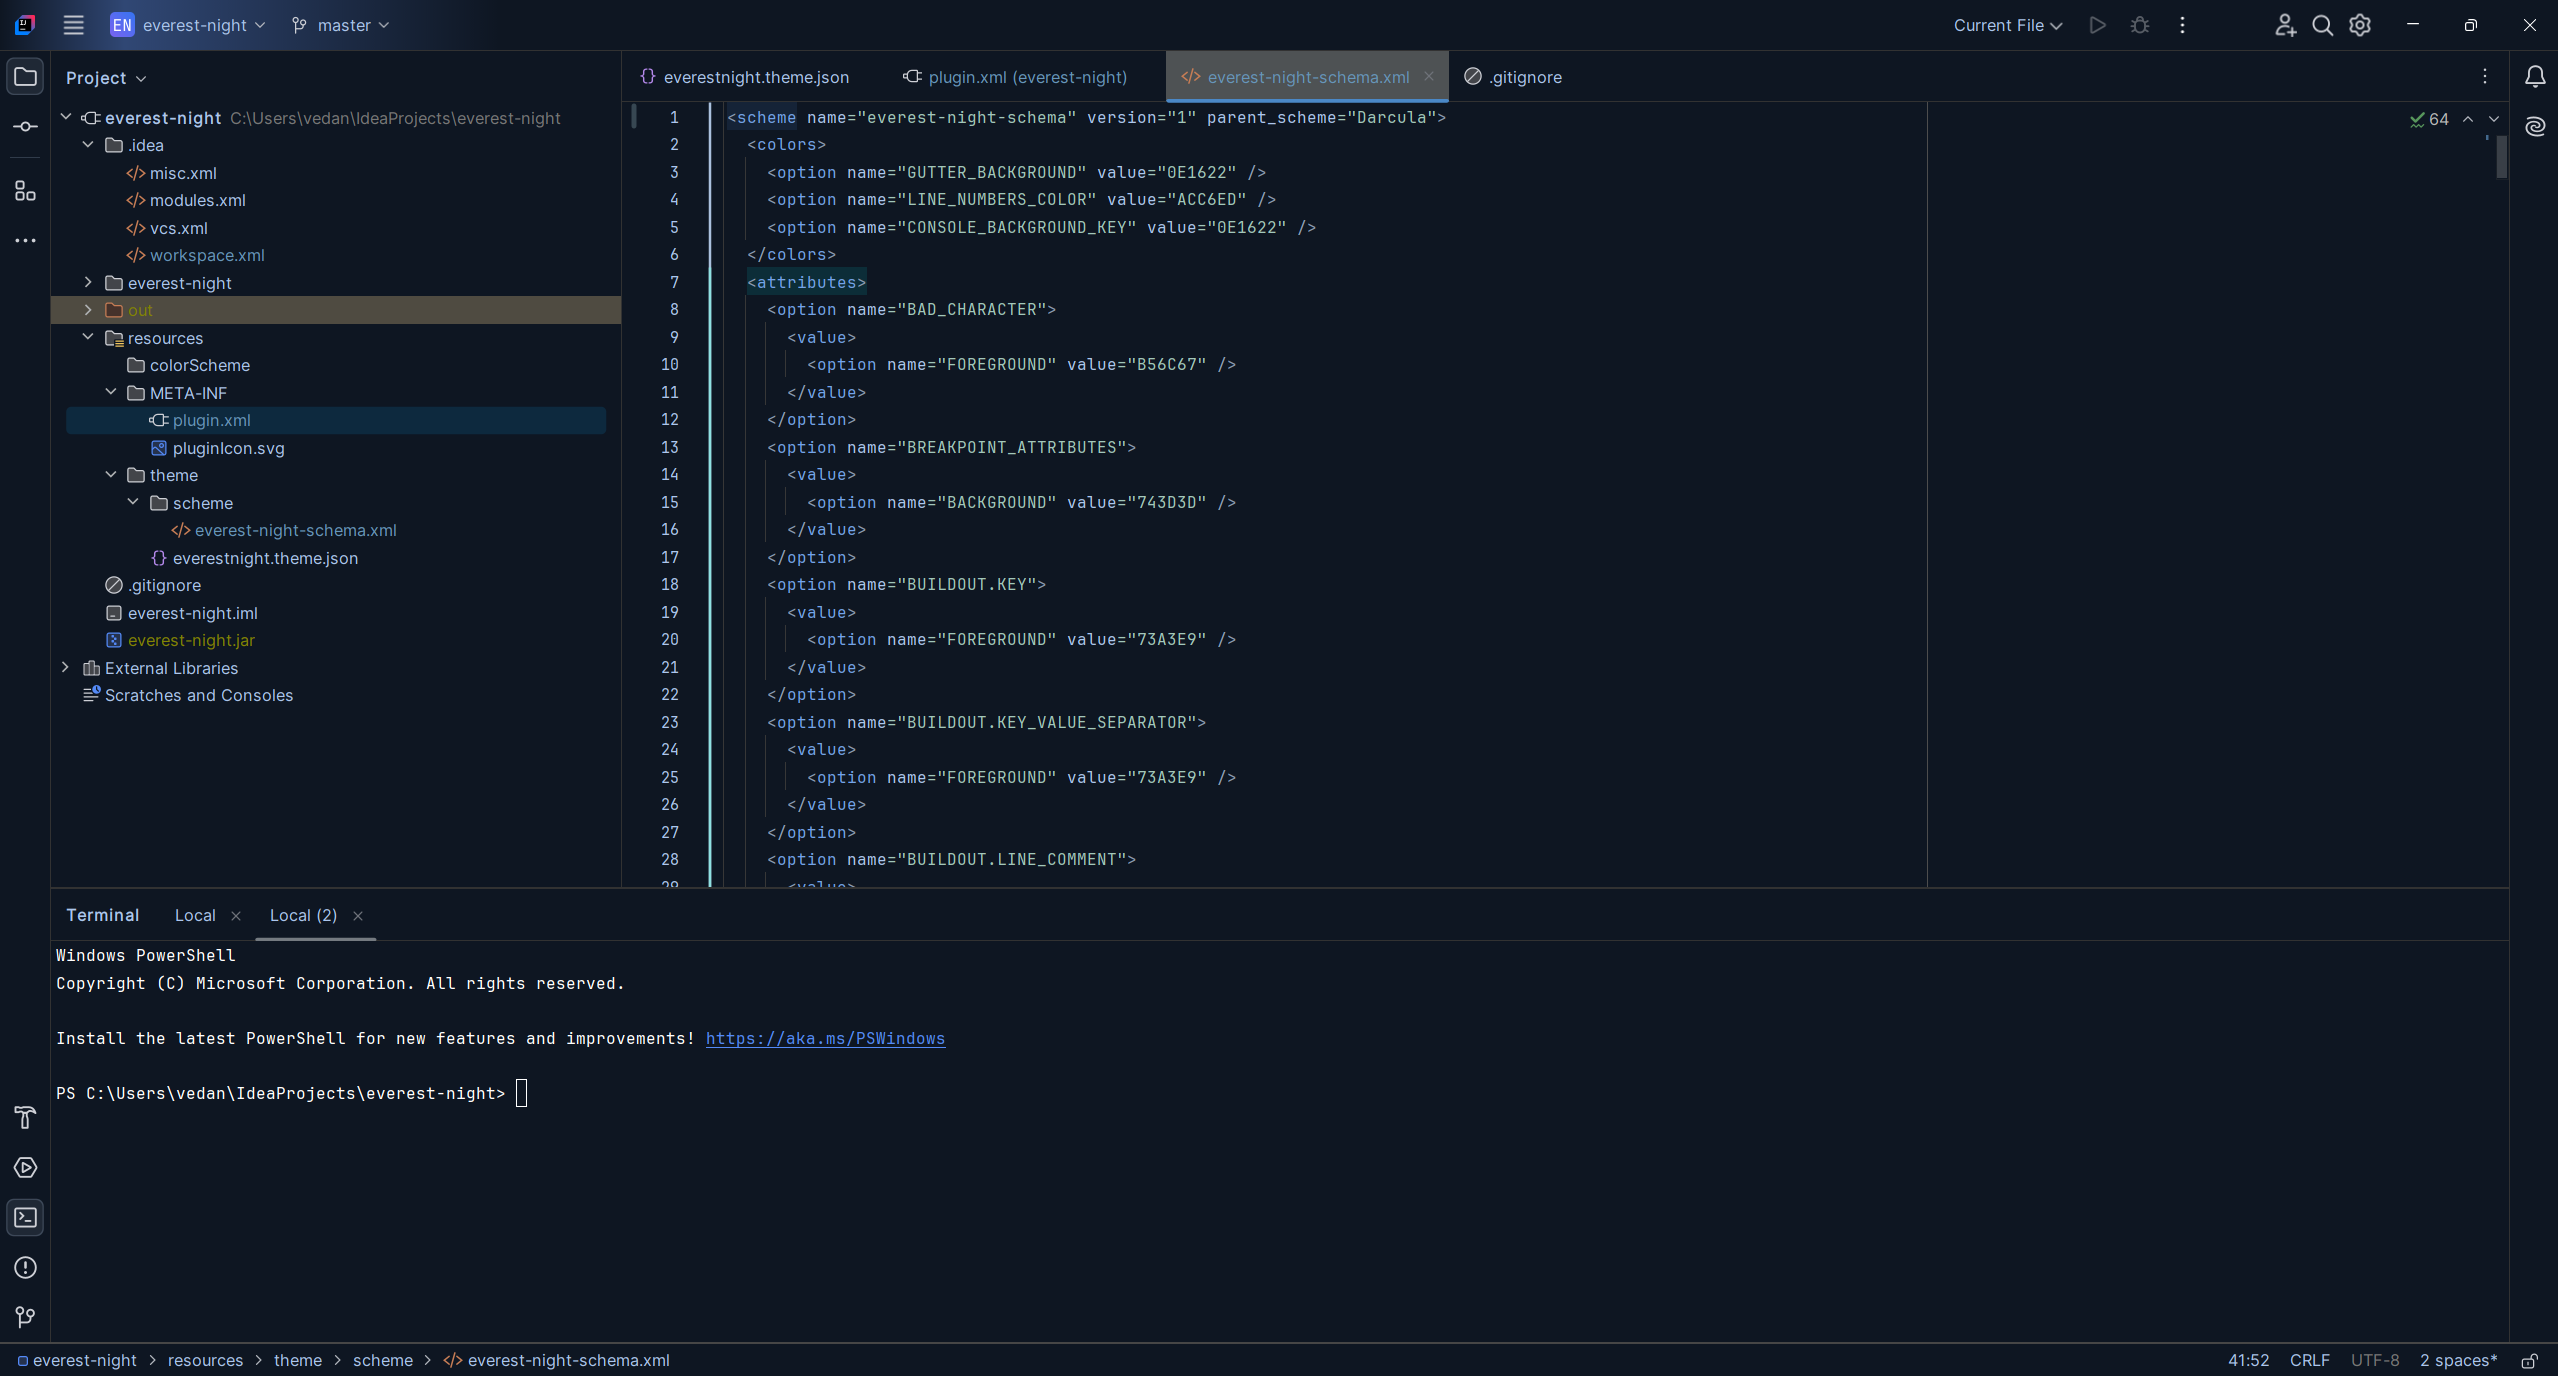 EN everest-night master Current File
Project
everestnight.theme.json plugin.xml (everest-night) everest-night-schema.xml .gitignore
everest-night C:\Users\vedan\IdeaProjects\everest-night
.idea
misc.xml
modules.xml
vcs.xml
workspace.xml
everest-night
out
resources
colorScheme
META-INF
plugin.xml
pluginIcon.svg
theme
scheme
everest-night-schema.xml
everestnight.theme.json
.gitignore
everest-night.iml
everest-night.jar
External Libraries
Scratches and Consoles
1 <scheme name="everest-night-schema" version="1" parent_scheme="Darcula">
64
2 <colors>
3 <option name="GUTTER_BACKGROUND" value="0E1622" />
4 <option name="LINE_NUMBERS_COLOR" value="ACC6ED" />
5 <option name="CONSOLE_BACKGROUND_KEY" value="0E1622" />
6 </colors>
7 <attributes>
8 <option name="BAD_CHARACTER">
9 <value>
10 <option name="FOREGROUND" value="B56C67" />
11 </value>
12 </option>
13 <option name="BREAKPOINT_ATTRIBUTES">
14 <value>
15 <option name="BACKGROUND" value="743D3D" />
16 </value>
17 </option>
18 <option name="BUILDOUT.KEY">
19 <value>
20 <option name="FOREGROUND" value="73A3E9" />
21 </value>
22 </option>
23 <option name="BUILDOUT.KEY_VALUE_SEPARATOR">
24 <value>
25 <option name="FOREGROUND" value="73A3E9" />
26 </value>
27 </option>
28 <option name="BUILDOUT.LINE_COMMENT">
29 <value>
Terminal Local Local (2)
Windows PowerShell
Copyright (C) Microsoft Corporation. All rights reserved.
Install the latest PowerShell for new features and improvements! https://aka.ms/PSWindows
PS C:\Users\vedan\IdeaProjects\everest-night>
everest-night > resources > theme > scheme > everest-night-schema.xml
41:52 CRLF UTF-8 2 spaces*